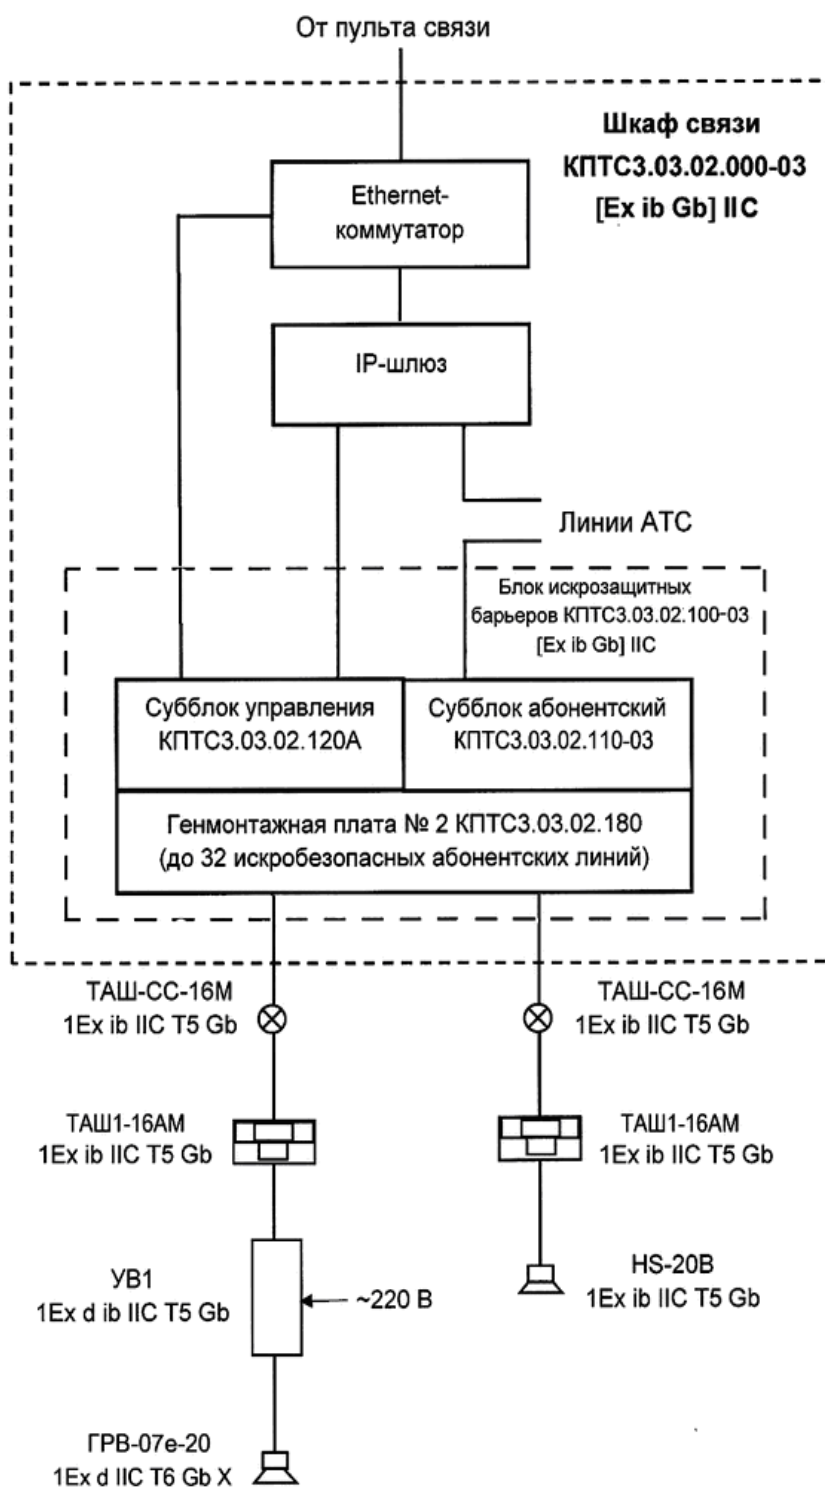 От пульта связи
Шкаф связи
КПТС3.03.02.000-03
[Ex ib Gb] IIC
Ethernet-
коммутатор
IP-шлюз
Линии АТС
Блок искрозащитных
барьеров КПТС3.03.02.100-03
[Ex ib Gb] IIC
Субблок управления
КПТС3.03.02.120А
Субблок абонентский
КПТС3.03.02.110-03
Генмонтажная плата № 2 КПТС3.03.02.180
(до 32 искробезопасных абонентских линий)
ТАШ-СС-16М
1Ex ib IIC T5 Gb
ТАШ-СС-16М
1Ex ib IIC T5 Gb
ТАШ1-16АМ
1Ex ib IIC T5 Gb
ТАШ1-16АМ
1Ex ib IIC T5 Gb
УВ1
1Ex d ib IIC T5 Gb
~220 В
HS-20В
1Ex ib IIC T5 Gb
ГРВ-07е-20
1Ex d IIC T6 Gb X